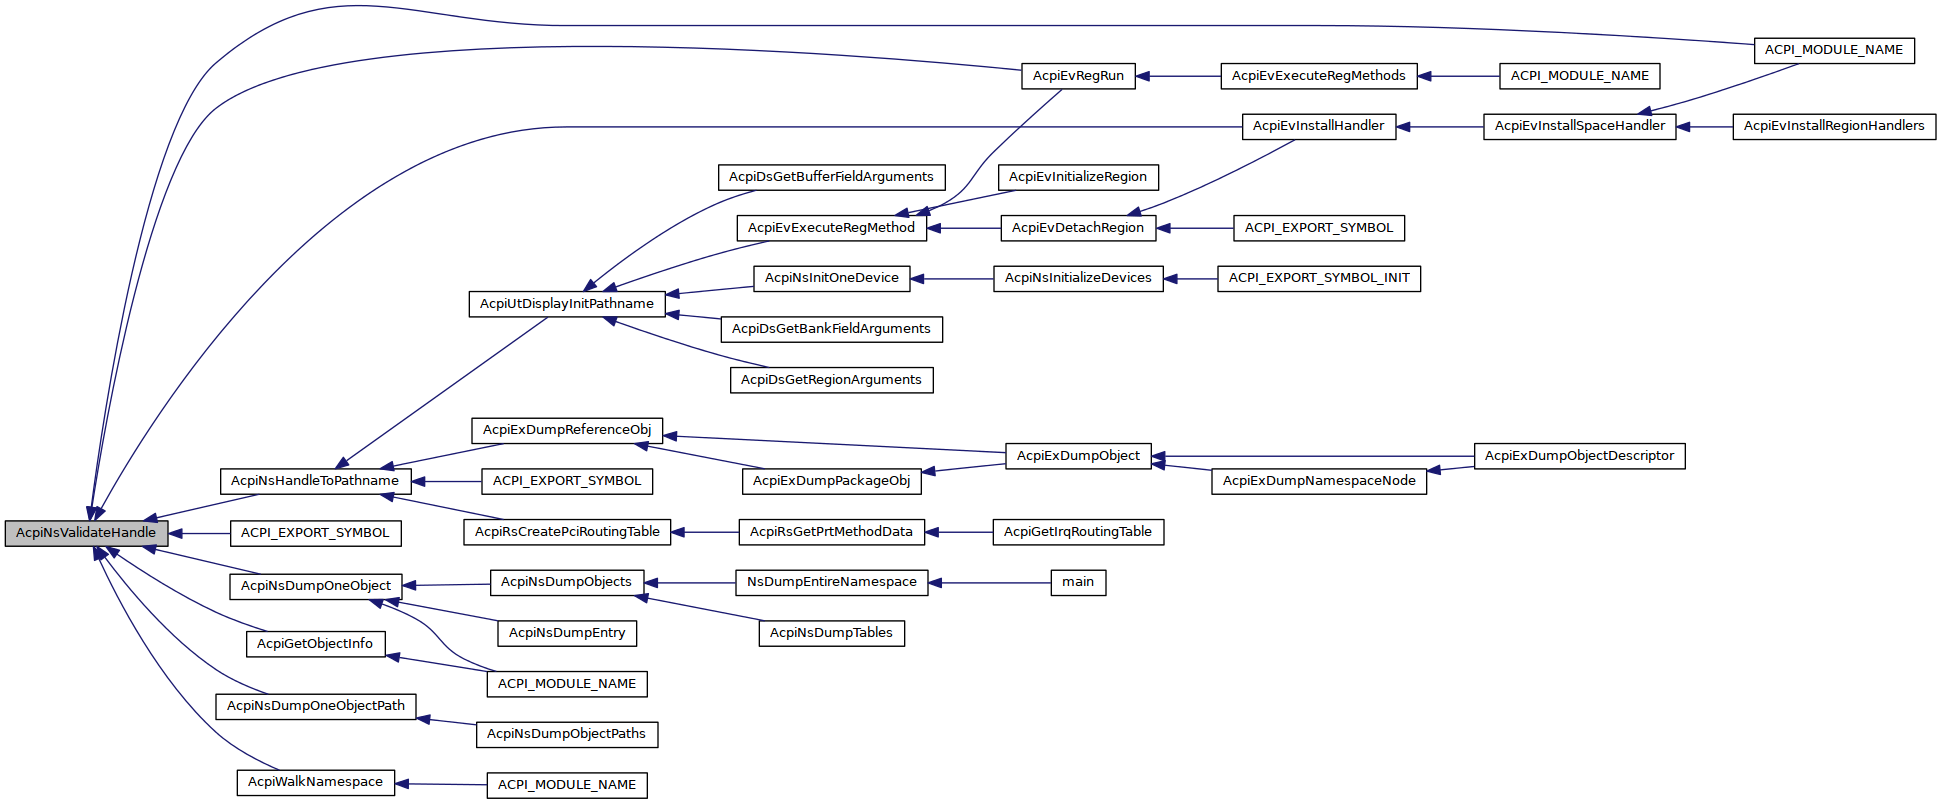 ACPI_MODULE_NAME
AcpiEvRegRun
AcpiEvExecuteRegMethods
ACPI_MODULE_NAME
AcpiEvInstallHandler
AcpiEvInstallSpaceHandler
AcpiEvInstallRegionHandlers
AcpiDsGetBufferFieldArguments
AcpiEvInitializeRegion
AcpiEvExecuteRegMethod
AcpiEvDetachRegion
ACPI_EXPORT_SYMBOL
AcpiNsInitOneDevice
AcpiNsInitializeDevices
ACPI_EXPORT_SYMBOL_INIT
AcpiUtDisplayInitPathname
AcpiDsGetBankFieldArguments
AcpiDsGetRegionArguments
AcpiExDumpReferenceObj
AcpiExDumpObject
AcpiExDumpObjectDescriptor
AcpiNsHandleToPathname
ACPI_EXPORT_SYMBOL
AcpiExDumpPackageObj
AcpiExDumpNamespaceNode
AcpiNsValidateHandle
ACPI_EXPORT_SYMBOL
AcpiRsCreatePciRoutingTable
AcpiRsGetPrtMethodData
AcpiGetIrqRoutingTable
AcpiNsDumpOneObject
AcpiNsDumpObjects
NsDumpEntireNamespace
main
AcpiNsDumpEntry
AcpiNsDumpTables
AcpiGetObjectInfo
ACPI_MODULE_NAME
AcpiNsDumpOneObjectPath
AcpiNsDumpObjectPaths
AcpiWalkNamespace
ACPI_MODULE_NAME